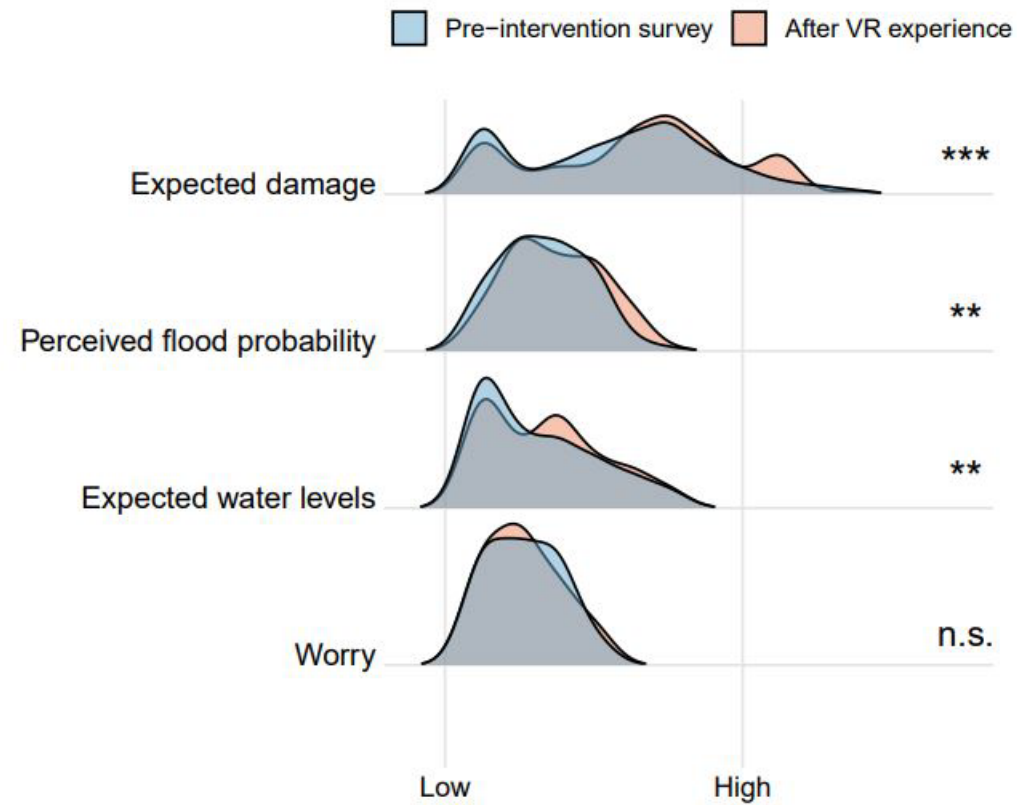 Pre−intervention survey After VR experience
Expected damage ***
Perceived flood probability **
Expected water levels **
Worry n.s.
Low High